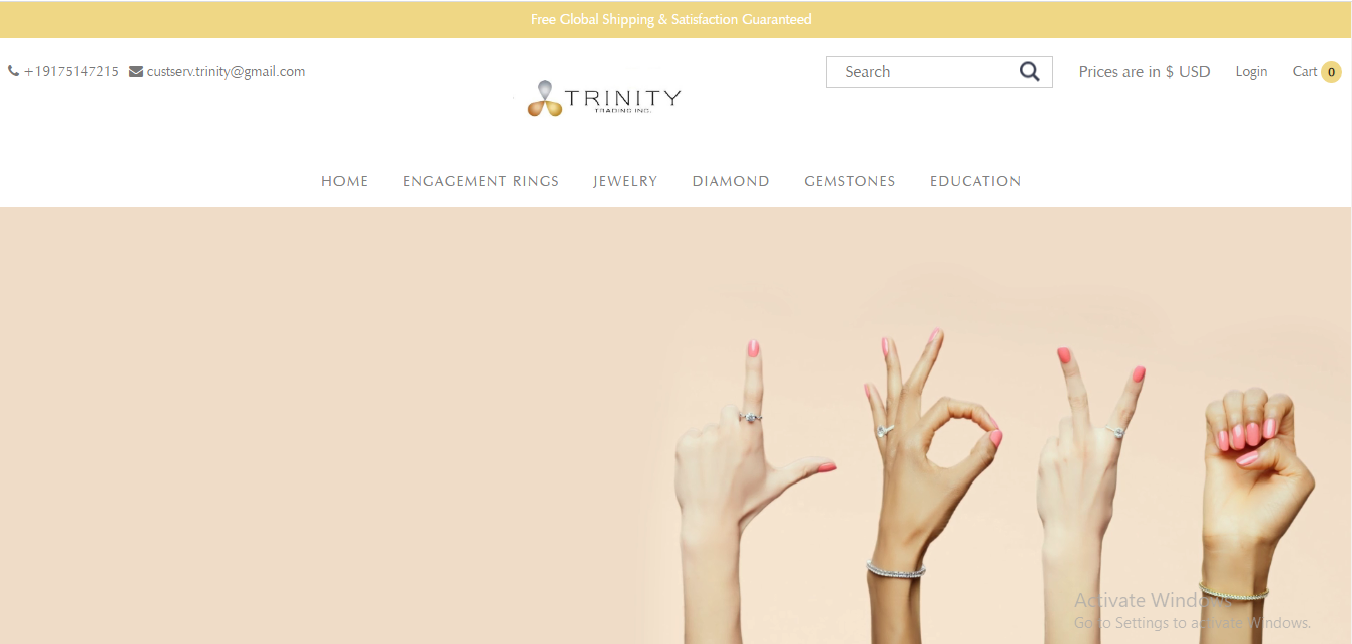 Free Global Shipping & Satisfaction Guaranteed
+19175147215 custserv.trinity@gmail.com
Search
Prices are in $ USD
Login
Cart 0
TRINITY
TRADING INC.
HOME ENGAGEMENT RINGS JEWELRY DIAMOND GEMSTONES EDUCATION
Activate Windows
Go to Settings to activate Windows.